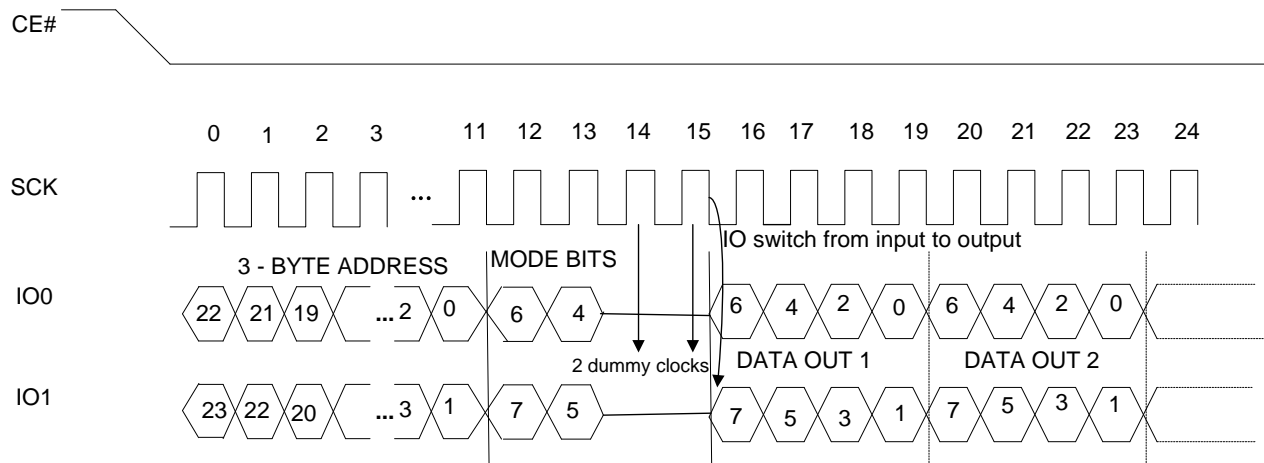 CE#
0 1 2 3 11 12 13 14 15 16 17 18 19 20 21 22 23 24
SCK
...
IO switch from input to output
3 - BYTE ADDRESS MODE BITS
IO0
22 21 19 ... 2 0 6 4 6 4 2 0 6 4 2 0
2 dummy clocks DATA OUT 1 DATA OUT 2
IO1
23 22 20 ... 3 1 7 5 7 5 3 1 7 5 3 1